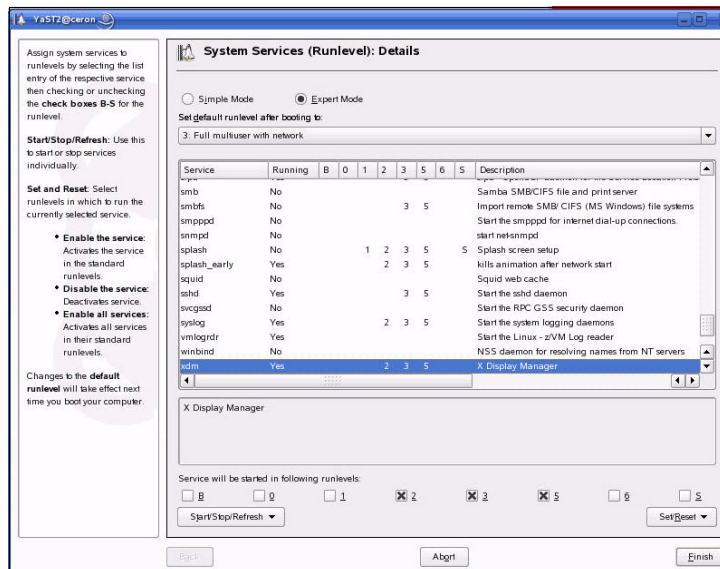 YaST2@ceron
Assign system services to
runlevels by selecting the list
entry of the respective service
then checking or unchecking
the check boxes B-S for the
runlevel.
Start/Stop/Refresh: Use this
to start or stop services
individually.
Set and Reset: Select
runlevels in which to run the
currently selected service.
• Enable the service:
Activates the service
in the standard
runlevels.
• Disable the service:
Deactivates service.
• Enable all services:
Activates all services
in their standard
runlevels.
Changes to the default
runlevel will take effect next
time you boot your computer.
System Services (Runlevel): Details
Simple Mode Expert Mode
Set default runlevel after booting to:
3: Full multiuser with network
Service Running B 0 1 2 3 5 6 S Description
smb No Samba SMB/CIFS file and print server
smbfs No 3 5 Import remote SMB/ CIFS (MS Windows) file systems
smpppd No Start the smpppd for internet dial-up connections.
snmpd No start net-snmpd
splash No 1 2 3 5 S Splash screen setup
splash_early Yes 2 3 5 kills animation after network start
squid No Squid web cache
sshd Yes 3 5 Start the sshd daemon
svcgssd No Start the RPC GSS security daemon
syslog Yes 2 3 5 Start the system logging daemons
vmlogrdr Yes Start the Linux - z/VM Log reader
winbind No NSS daemon for resolving names from NT servers
xdm Yes 2 3 5 X Display Manager
X Display Manager
Service will be started in following runlevels:
B 0 1 2 3 5 6 S
Start/Stop/Refresh Set/Reset
Back Abort Finish